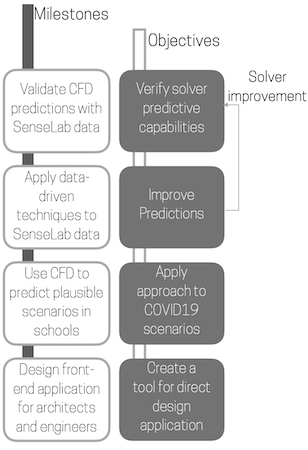 Milestones
Objectives
Solver
improvement
Validate CFD
predictions with
SenseLab data
Verify solver
predictive
capabilities
Apply data-
driven
techniques to
SenseLab data
Improve
Predictions
Use CFD to
predict plausible
scenarios in
schools
Apply
approach to
COVID19
scenarios
Design front-
end application
for architects
and engineers
Create a
tool for direct
design
application